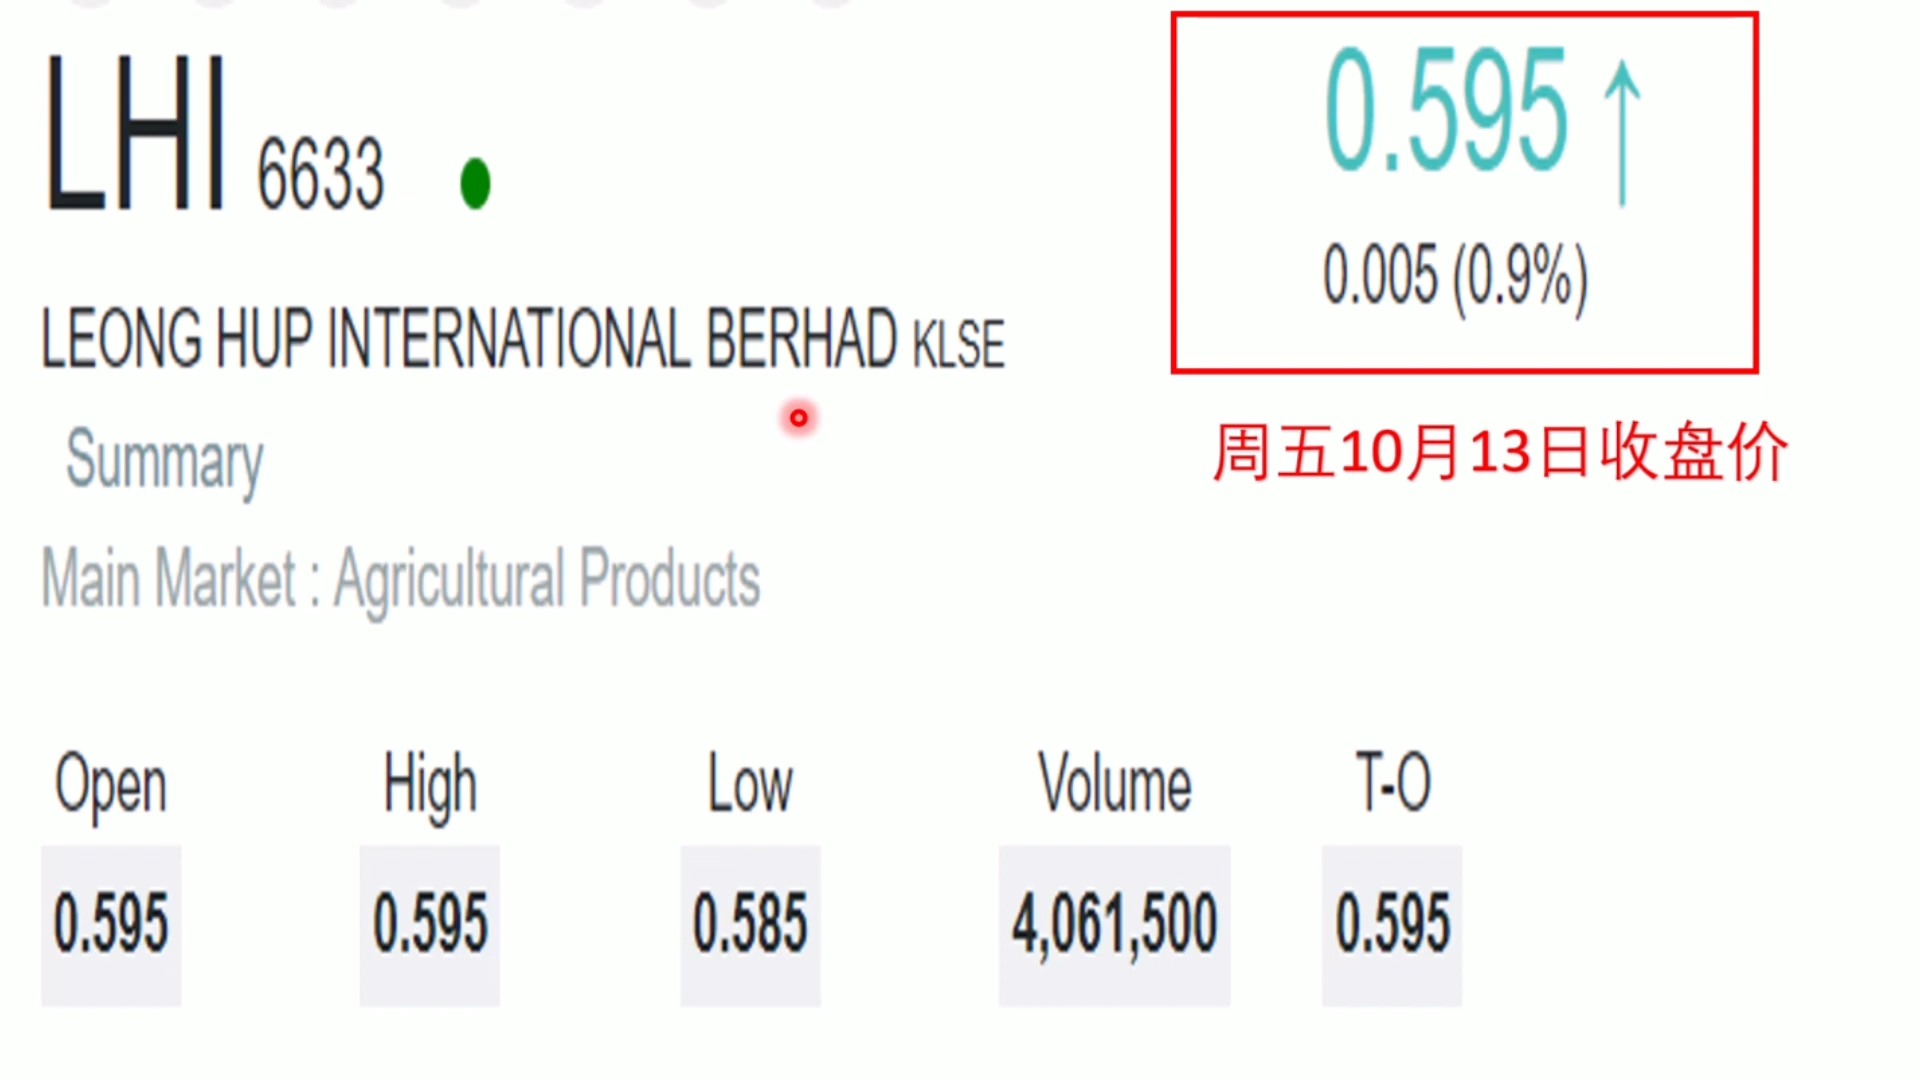 LHI 6633
0.595 ↑
0.005 (0.9%)
LEONG HUP INTERNATIONAL BERHAD KLSE
周五10月13日收盘价
Summary
Main Market : Agricultural Products
Open High Low Volume T-O
0.595 0.595 0.585 4,061,500 0.595